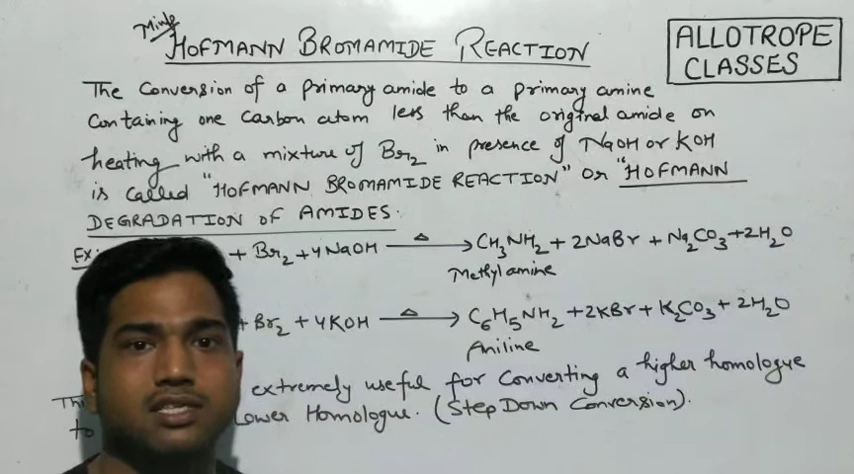 HOFMANN BROMAMIDE REACTION
ALLOTROPE
CLASSES
The Conversion of a primary amide to a primary amine
Containing one Carbon atom less than the original amide on
heating with a mixture of Br₂ in presence of NaOH or KOH
is called "HOFMANN BROMAMIDE REACTION" or "HOFMANN
DEGRADATION OF AMIDES.
Ex: + Br₂ + 4NaOH —Δ→ CH₃NH₂ + 2NaBr + Na₂CO₃ + 2H₂O
Methylamine
+ Br₂ + 4KOH —Δ→ C₆H₅NH₂ + 2KBr + K₂CO₃ + 2H₂O
Aniline
extremely useful for Converting a higher homologue
to Lower Homologue. (Step Down Conversion).